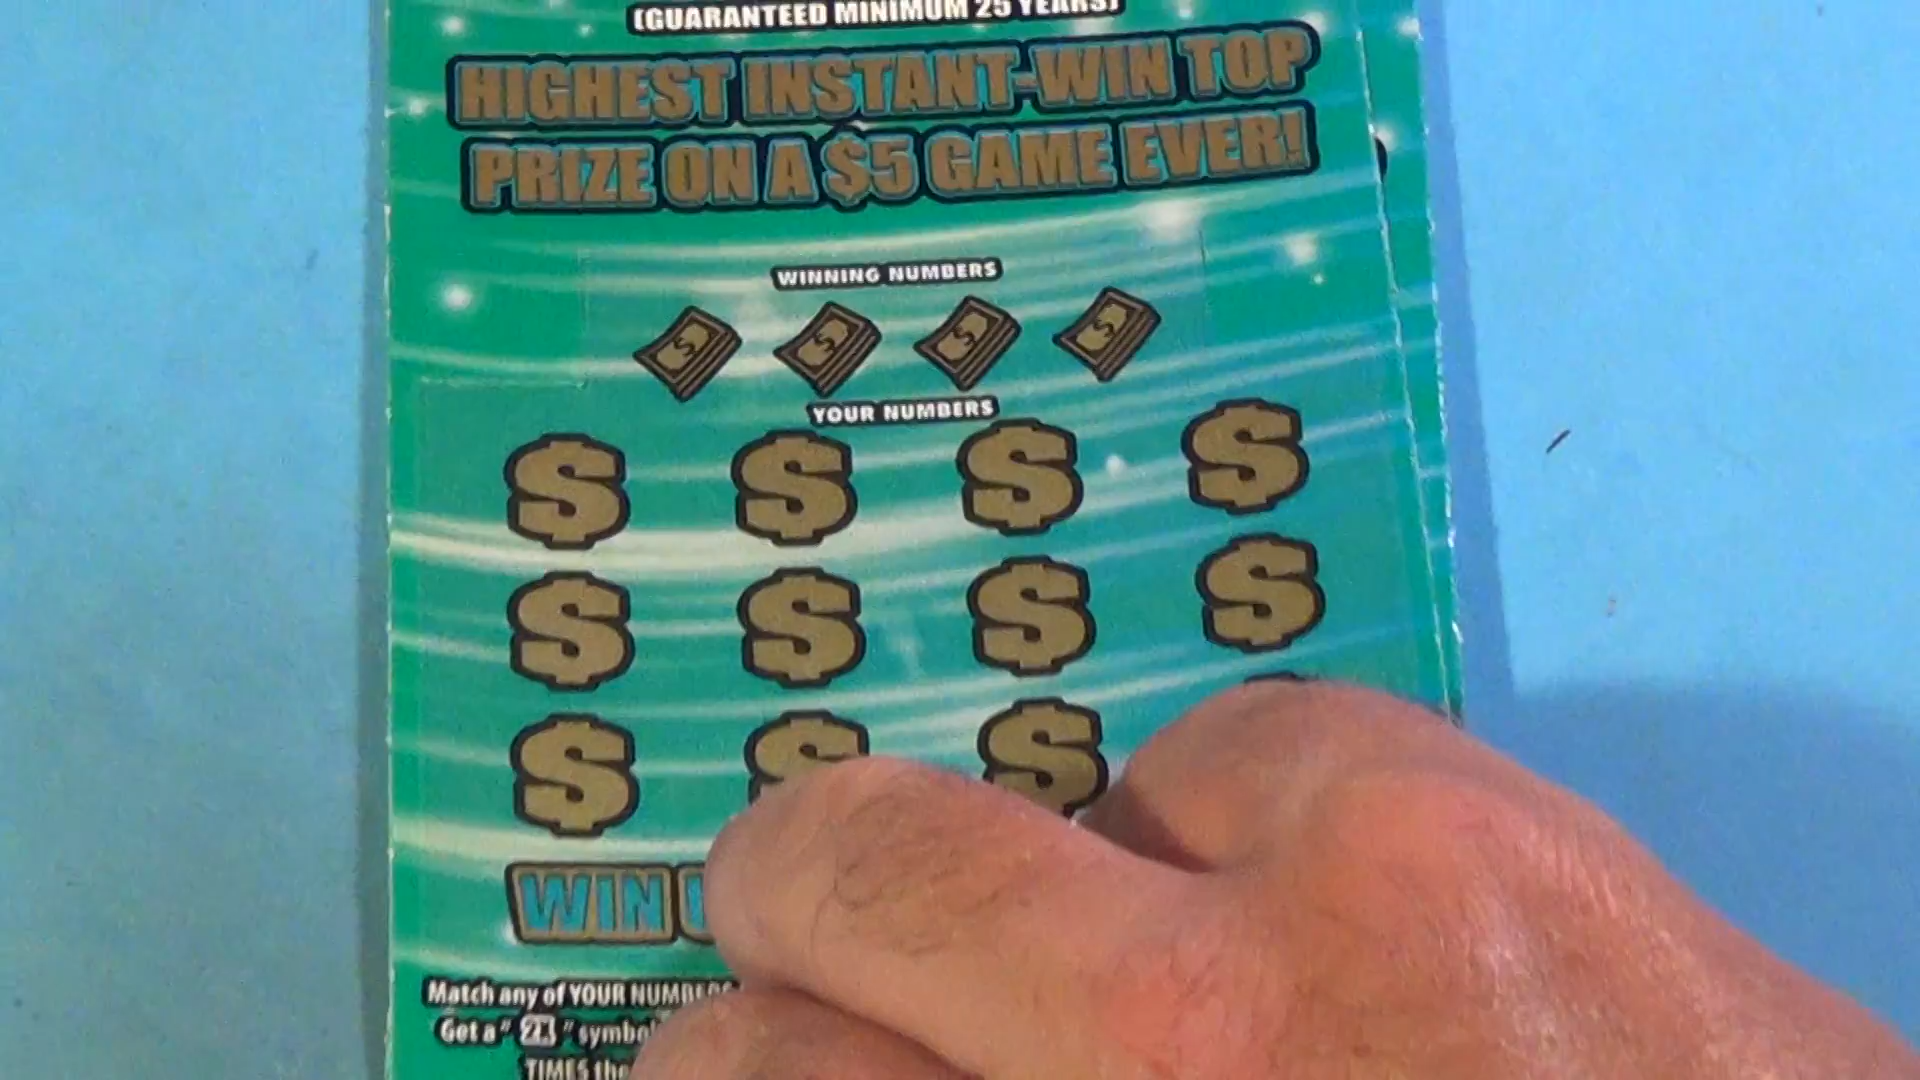 (GUARANTEED MINIMUM 25 YEARS)
HIGHEST INSTANT-WIN TOP
PRIZE ON A $5 GAME EVER!
WINNING NUMBERS
$ $ $ $
YOUR NUMBERS
$ $ $ $
$ $ $ $
$ $ $
WIN
Match any of YOUR NUMBERS
Get a " " symbol
TIMES the